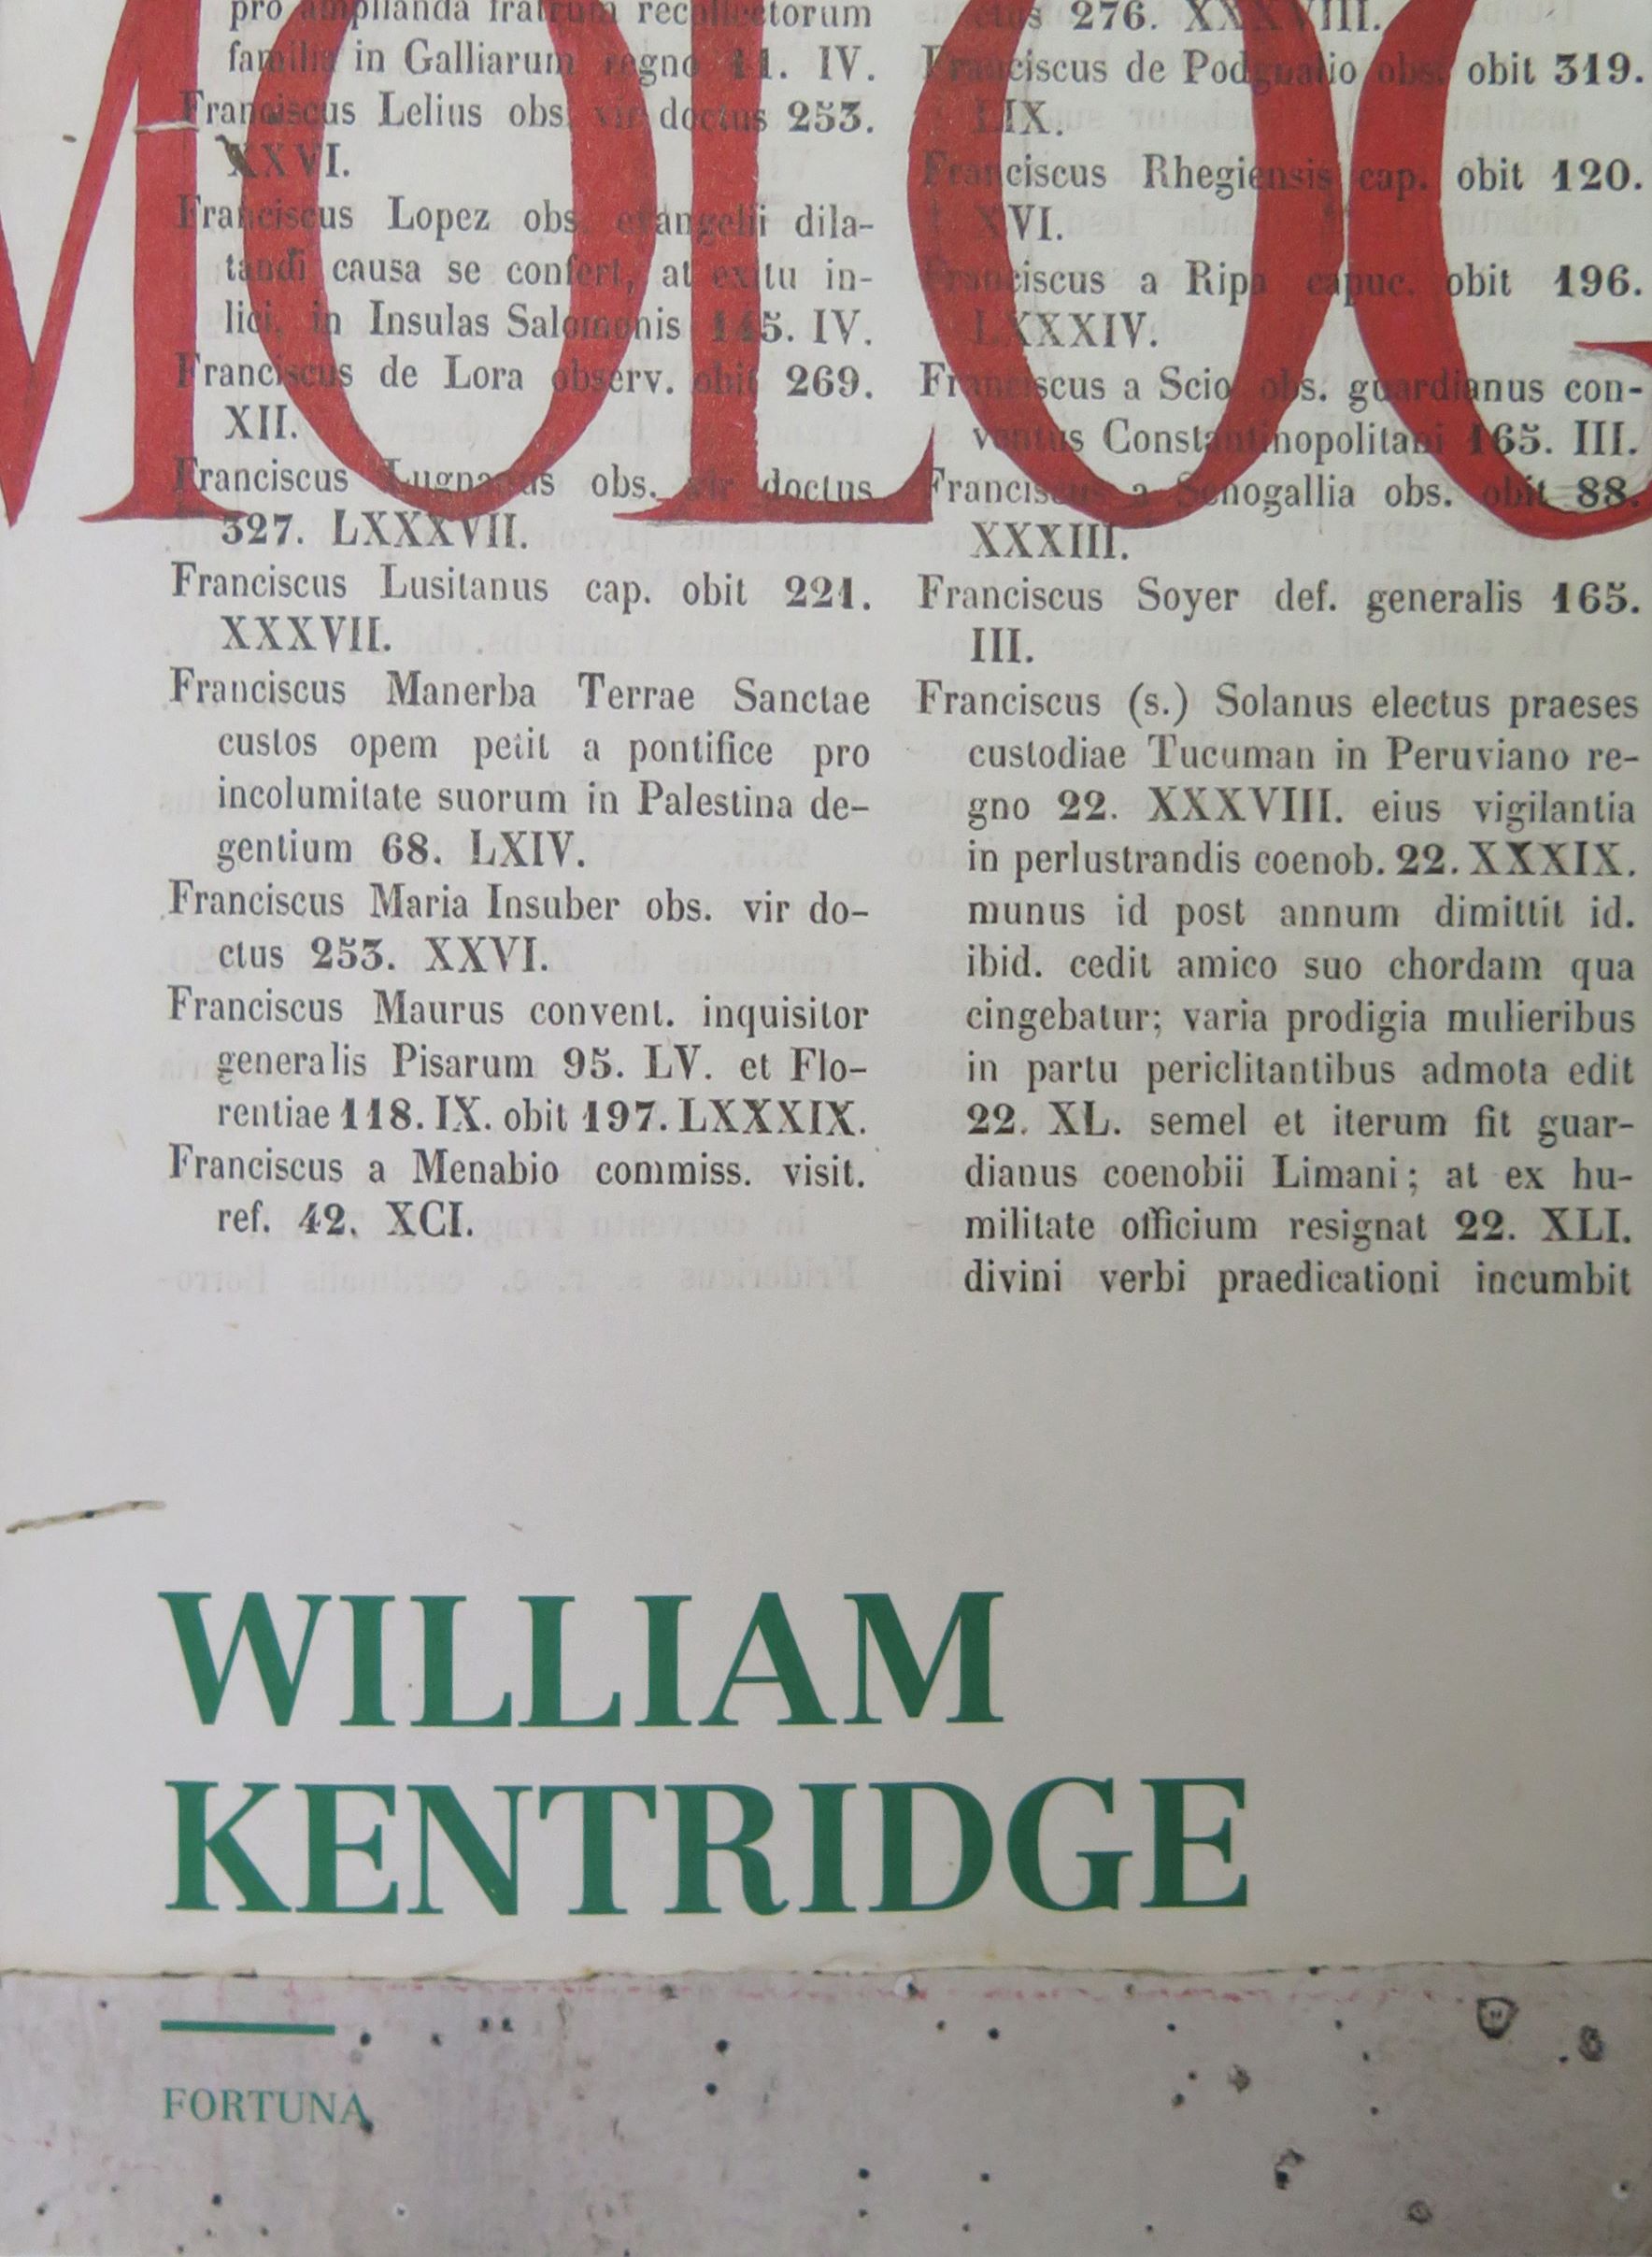 MOLOG
pro amplianda fratrum recollectorum
familia in Galliarum regno 11. IV.
Franciscus Lelius obs. vir doctus 253.
XXVI.
Franciscus Lopez obs. evangelii dila-
tandi causa se confert, at exitu in-
lici, in Insulas Salomonis 145. IV.
Franciscus de Lora observ. obit 269.
XII.
Franciscus obs. vir doctus
327. LXXXVII.
Franciscus Lusitanus cap. obit 221.
XXXVII.
Franciscus Manerba Terrae Sanctae
custos opem petit a pontifice pro
incolumitate suorum in Palestina de-
gentium 68. LXIV.
Franciscus Maria Insuber obs. vir do-
ctus 253. XXVI.
Franciscus Maurus convent. inquisitor
generalis Pisarum 95. LV. et Flo-
rentiae 118. IX. obit 197. LXXXIX.
Franciscus a Menabio commiss. visit.
ref. 42. XCI.
276. XXXVIII.
Franciscus de obs. obit 319.
LIX.
Franciscus Rhegiensis cap. obit 120.
XVI.
Franciscus a Ripa capuc. obit 196.
LXXXIV.
Franciscus a Scio obs. guardianus con-
ventus Constantinopolitani 165. III.
Franciscus a Senogallia obs. obit 88.
XXXIII.
Franciscus Soyer def. generalis 165.
III.
Franciscus (s.) Solanus electus praeses
custodiae Tucuman in Peruviano re-
gno 22. XXXVIII. eius vigilantia
in perlustrandis coenob. 22. XXXIX.
munus id post annum dimittit id.
ibid. cedit amico suo chordam qua
cingebatur; varia prodigia mulieribus
in partu periclitantibus admota edit
22. XL. semel et iterum fit guar-
dianus coenobii Limani; at ex hu-
militate officium resignat 22. XLI.
divini verbi praedicationi incumbit
WILLIAM
KENTRIDGE
FORTUNA